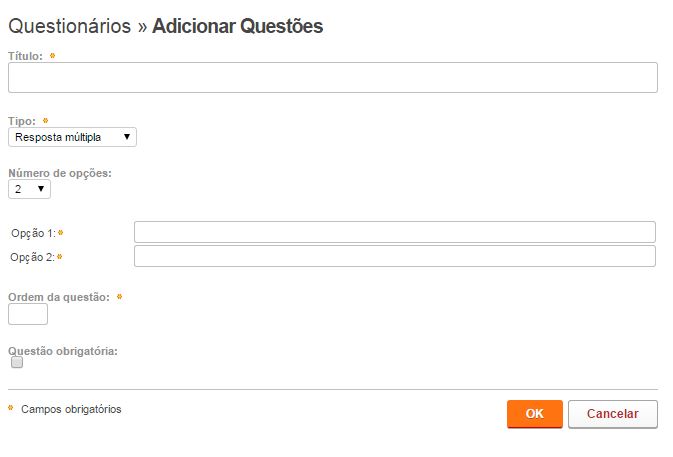 Questionários » Adicionar Questões
Título: *
Tipo: *
Resposta múltipla ▼
Número de opções:
2 ▼
Opção 1:*
Opção 2:*
Ordem da questão: *
Questão obrigatória:
* Campos obrigatórios
OK Cancelar